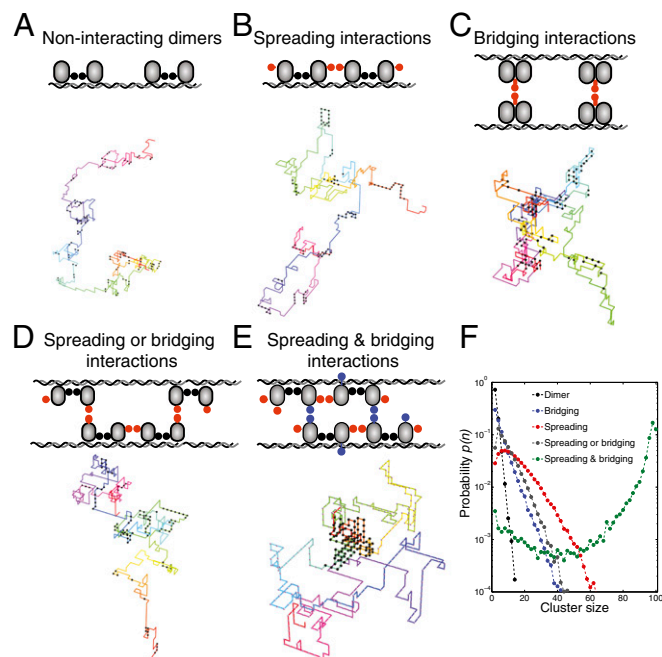 A
Non-interacting dimers
B
Spreading interactions
C
Bridging interactions
D
Spreading or bridging
interactions
E
Spreading & bridging
interactions
F
Probability p(n)
10⁰
10⁻¹
10⁻²
10⁻³
10⁻⁴
Dimer
Bridging
Spreading
Spreading or bridging
Spreading & bridging
0 20 40 60 80 100
Cluster size